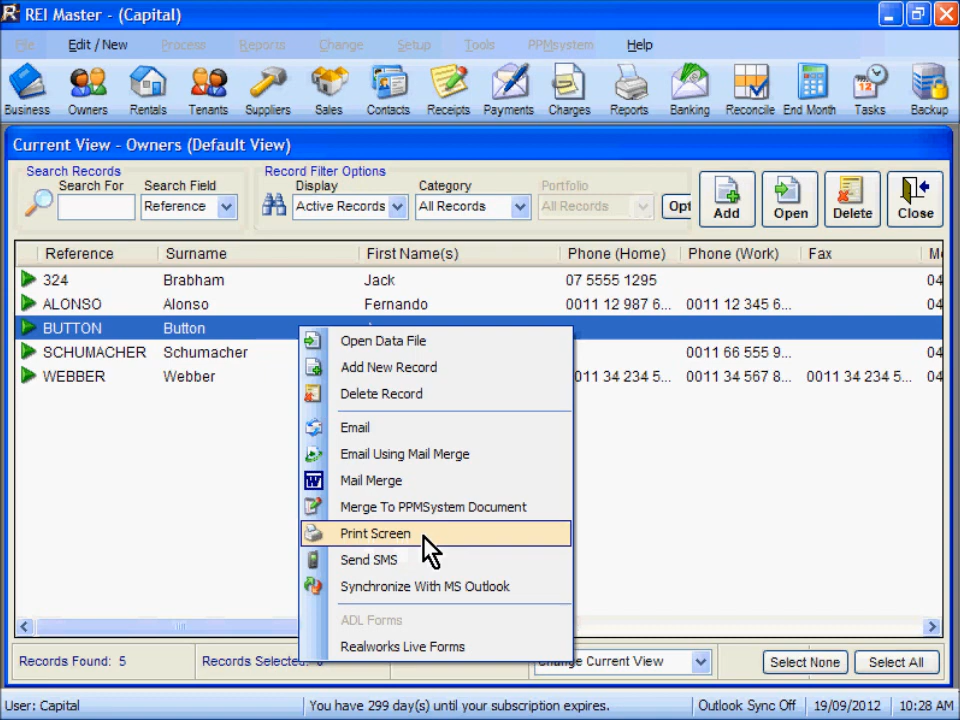 REI Master - (Capital)
File Edit / New Process Reports Change Setup Tools PPMsystem Help
Business Owners Rentals Tenants Suppliers Sales Contacts Receipts Payments Charges Reports Banking Reconcile End Month Tasks Backup
Current View - Owners (Default View)
Search Records Record Filter Options
Search For Search Field Display Category Portfolio
Reference Active Records All Records All Records Opt
Add Open Delete Close
Reference Surname First Name(s) Phone (Home) Phone (Work) Fax
324 Brabham Jack 07 5555 1295 04
ALONSO Alonso Fernando 0011 12 987 6... 0011 12 345 6... 04
BUTTON Button
SCHUMACHER Schumacher 0011 66 555 9... 04
WEBBER Webber 011 34 234 5... 0011 34 567 8... 0011 34 234 5... 04
Open Data File
Add New Record
Delete Record
Email
Email Using Mail Merge
Mail Merge
Merge To PPMSystem Document
Print Screen
Send SMS
Synchronize With MS Outlook
ADL Forms
Realworks Live Forms
Records Found: 5 Records Selected: Current View Select None Select All
User: Capital You have 299 day(s) until your subscription expires. Outlook Sync Off 19/09/2012 10:28 AM